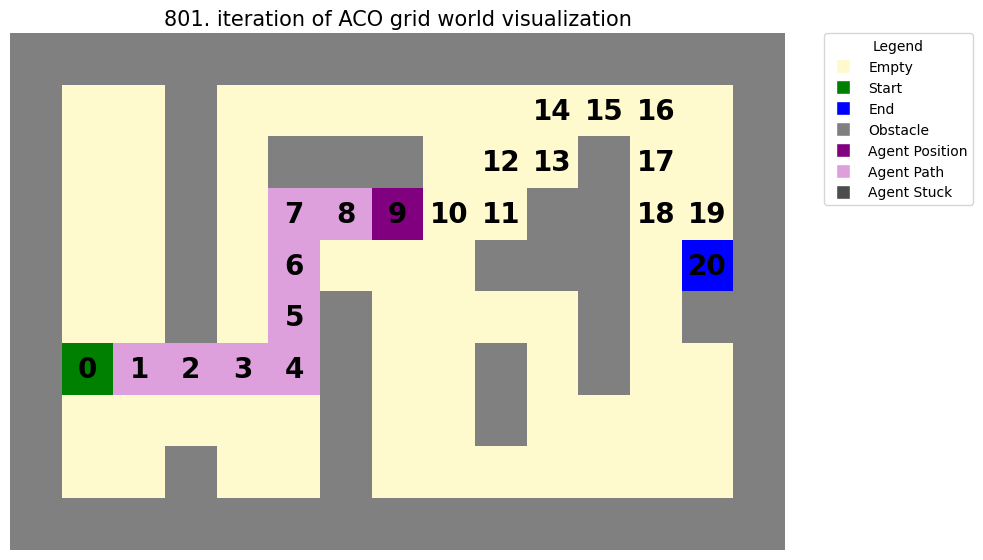 801. iteration of ACO grid world visualization
Legend
Empty
Start
End
Obstacle
Agent Position
Agent Path
Agent Stuck
14 15 16
12 13 17
7 8 9 10 11 18 19
6 20
5
0 1 2 3 4